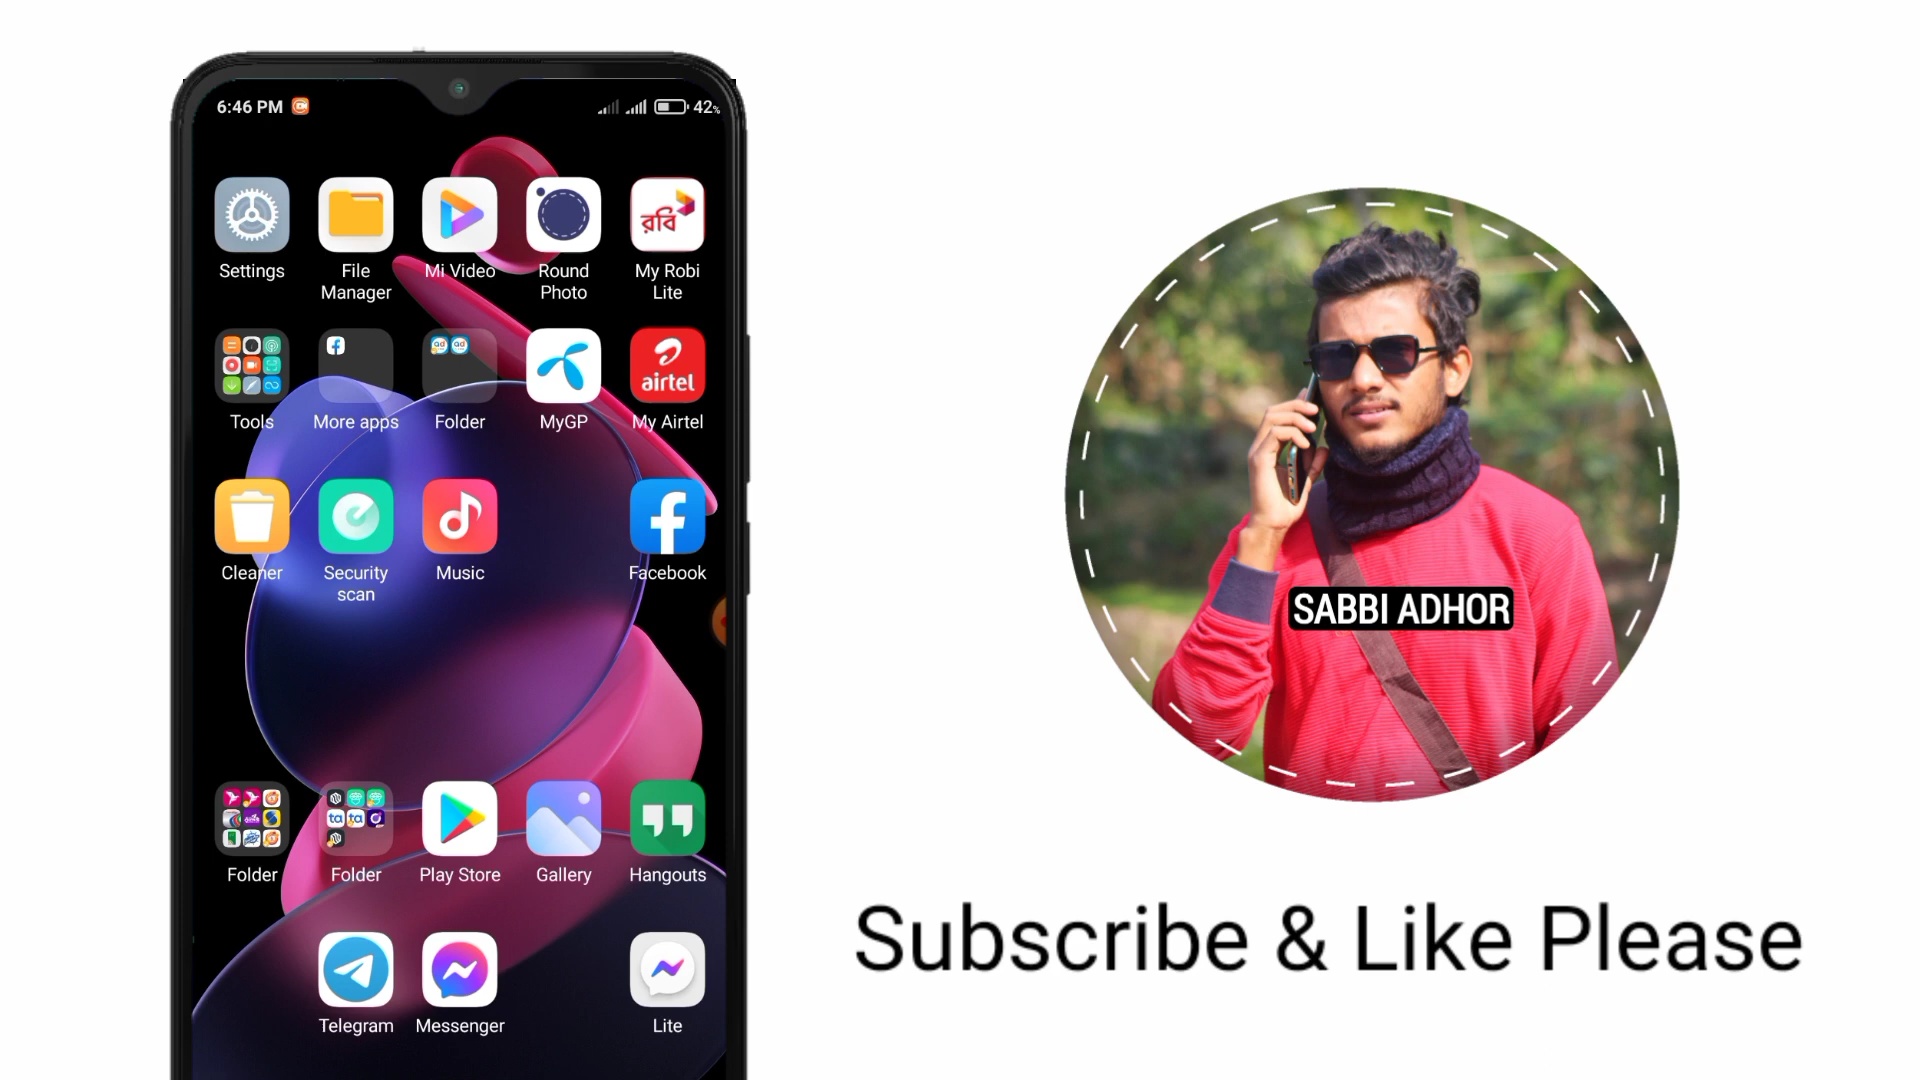 6:46 PM
42%
রবি
Settings
File
Manager
Mi Video
Round
Photo
My Robi
Lite
airtel
Tools
More apps
Folder
MyGP
My Airtel
Cleaner
Security
scan
Music
Facebook
ta ta
Folder
Folder
Play Store
Gallery
Hangouts
Telegram
Messenger
Lite
SABBI ADHOR
Subscribe & Like Please